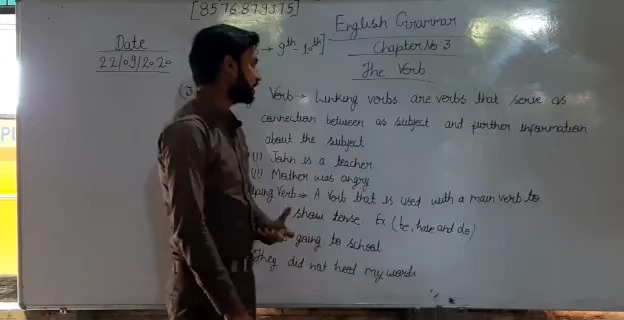 [8576879375]
English Grammar
→ 9th - 10th]
Chapter No 3
Date
22/09/2020
The Verb
(3
Verb → Linking verbs are verbs that serve as
connection between as subject and further information
about the subject
(i) John is a teacher
(ii) Mother was angry
lping Verb → A verb that is used with a main verb to
show tense. Ex (be, have and do)
going to school
They did not heed my words